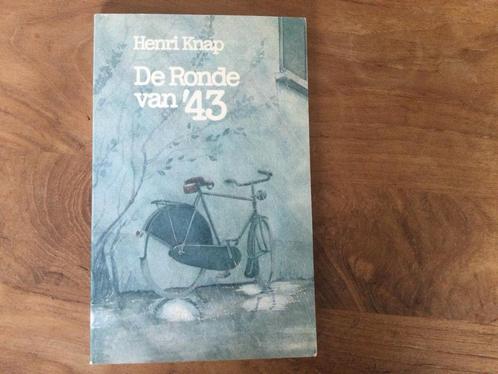 Henri Knap
De Ronde
van '43